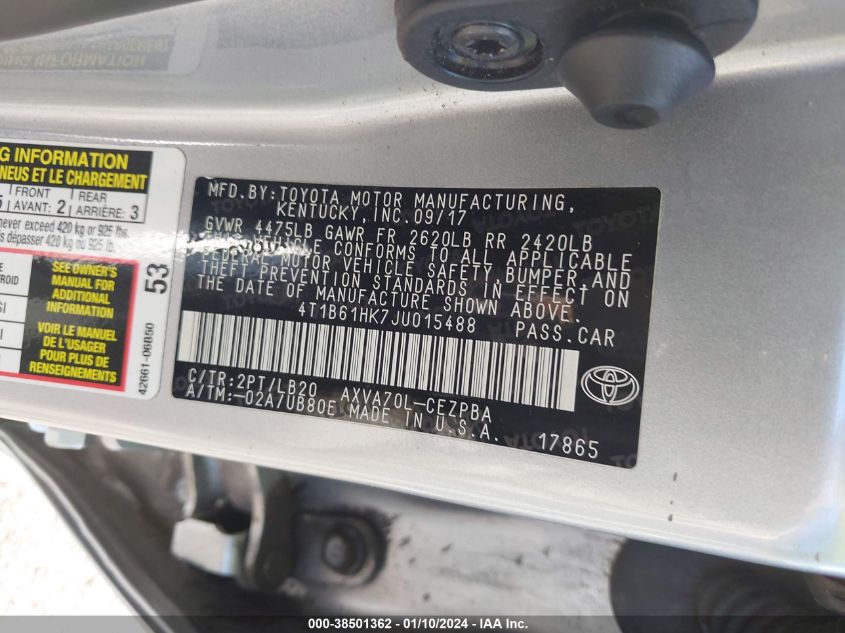 G INFORMATION
NEUS ET LE CHARGEMENT
5 FRONT REAR
AVANT: 2 ARRIÈRE: 3
never exceed 420 kg or 925 lbs.
dépasser 420 kg ou 925 lb.
SEE OWNER'S
MANUAL FOR
ADDITIONAL
INFORMATION
VOIR LE MANUEL
DE L'USAGER
POUR PLUS DE
RENSEIGNEMENTS
53
42661-06B50
MFD. BY: TOYOTA MOTOR MANUFACTURING,
KENTUCKY, INC. 09/17
GVWR 4475LB GAWR FR 2620LB RR 2420LB
THIS VEHICLE CONFORMS TO ALL APPLICABLE
FEDERAL MOTOR VEHICLE SAFETY, BUMPER, AND
THEFT PREVENTION STANDARDS IN EFFECT ON
THE DATE OF MANUFACTURE SHOWN ABOVE.
4T1B61HK7JU015488 PASS.CAR
C/TR:2PT/LB20 AXVA70L-CEZPBA
A/TM:-02A7UB80E MADE IN U.S.A.
17865
000-38501362 - 01/10/2024 - IAA Inc.